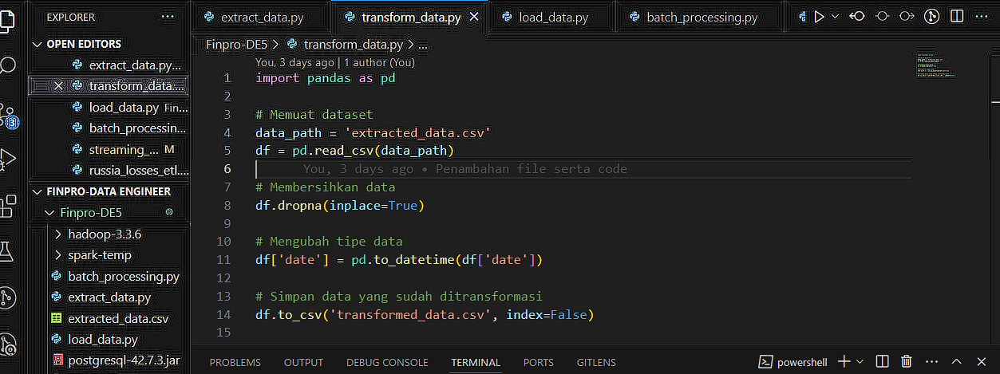 EXPLORER
OPEN EDITORS
extract_data.py...
transform_data....
load_data.py Fin...
batch_processin...
streaming_... M
russia_losses_etl....
3
FINPRO-DATA ENGINEER
Finpro-DE5
hadoop-3.3.6
spark-temp
batch_processing.py
extract_data.py
extracted_data.csv
load_data.py
postgresql-42.7.3.jar
extract_data.py transform_data.py load_data.py batch_processing.py
Finpro-DE5 > transform_data.py > ...
You, 3 days ago | 1 author (You)
1 import pandas as pd
2
3 # Memuat dataset
4 data_path = 'extracted_data.csv'
5 df = pd.read_csv(data_path)
6 You, 3 days ago • Penambahan file serta code
7 # Membersihkan data
8 df.dropna(inplace=True)
9
10 # Mengubah tipe data
11 df['date'] = pd.to_datetime(df['date'])
12
13 # Simpan data yang sudah ditransformasi
14 df.to_csv('transformed_data.csv', index=False)
15
PROBLEMS OUTPUT DEBUG CONSOLE TERMINAL PORTS GITLENS powershell